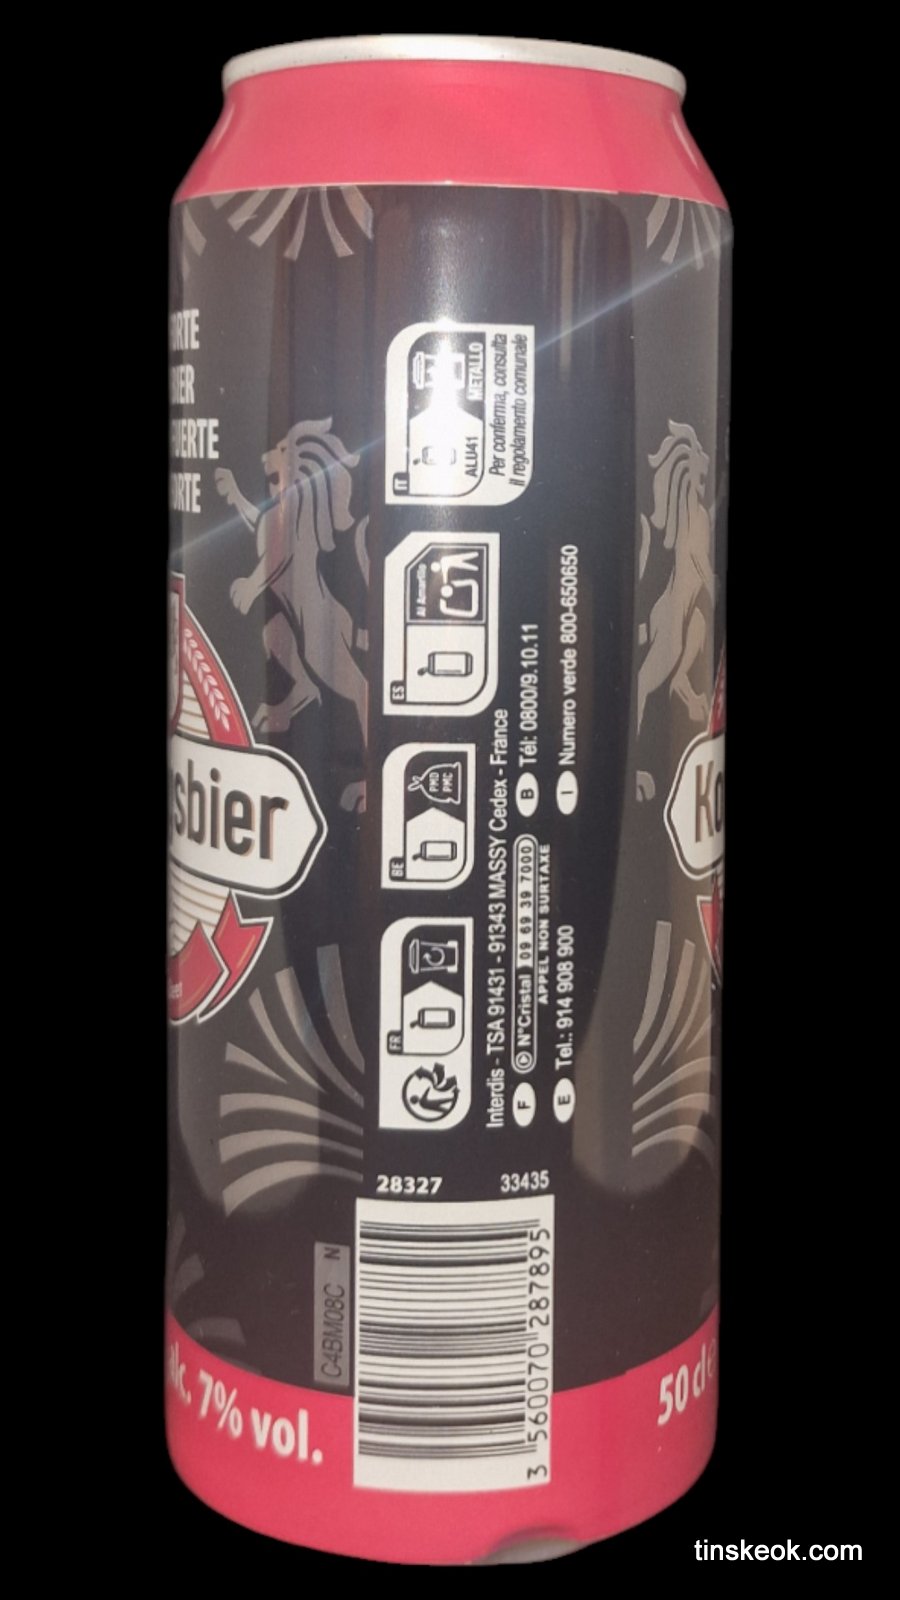 ORTE
BIER
FUERTE
ORTE
sbier
Ko
alc. 7% vol.
50 cl e
IT
ALU41
METALLO
Per conferma, consulta
il regolamento comunale
ES
Al Amarillo
BE
PMD
PMC
FR
Interdis - TSA 91431 - 91343 MASSY Cedex - France
F N°Cristal 09 69 39 7000
APPEL NON SURTAXE
B Tél: 0800/9.10.11
E Tel.: 914 908 900
I Numero verde 800-650650
28327
33435
C4BM08C N
3 560070 287895
tinskeok.com